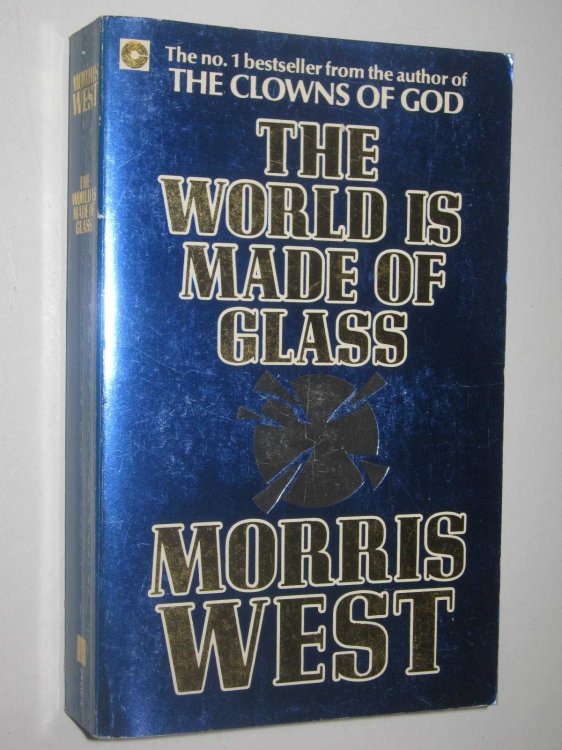 The no. 1 bestseller from the author of
THE CLOWNS OF GOD
THE
WORLD IS
MADE OF
GLASS
MORRIS
WEST
MORRIS
WEST
THE
WORLD IS
MADE OF
GLASS